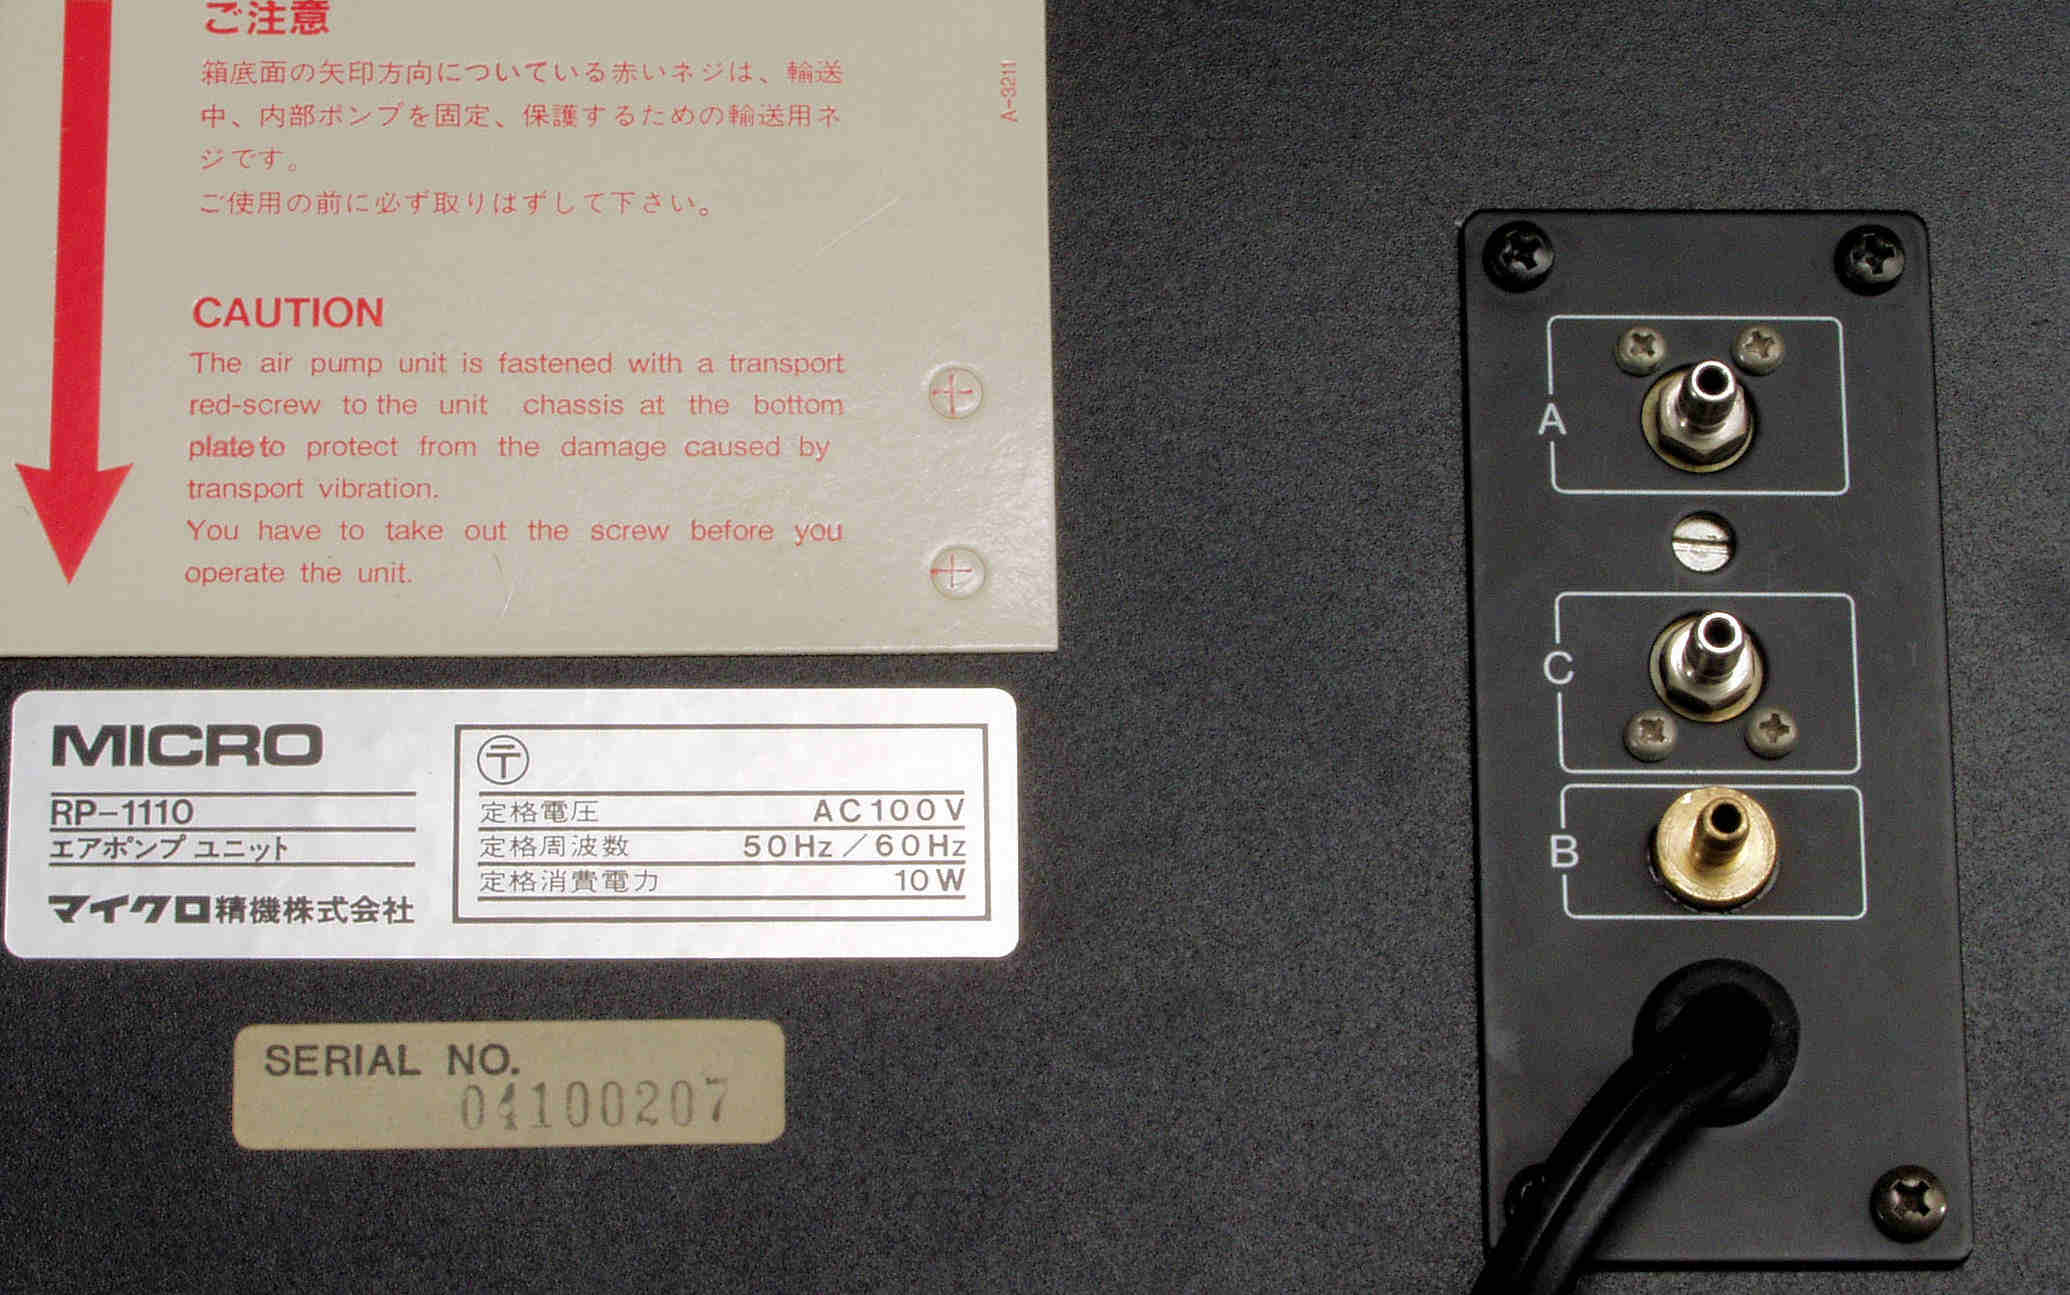 ご注意
箱底面の矢印方向についている赤いネジは、輸送
中、内部ポンプを固定、保護するための輸送用ネ
ジです。
ご使用の前に必ず取りはずして下さい。
A-3211
CAUTION
The air pump unit is fastened with a transport
red-screw to the unit chassis at the bottom
plate to protect from the damage caused by
transport vibration.
You have to take out the screw before you
operate the unit.
MICRO
RP-1110
エアポンプ ユニット
マイクロ精機株式会社
〒
定格電圧 AC100V
定格周波数 50Hz/60Hz
定格消費電力 10W
SERIAL NO.
04100207
A
C
B